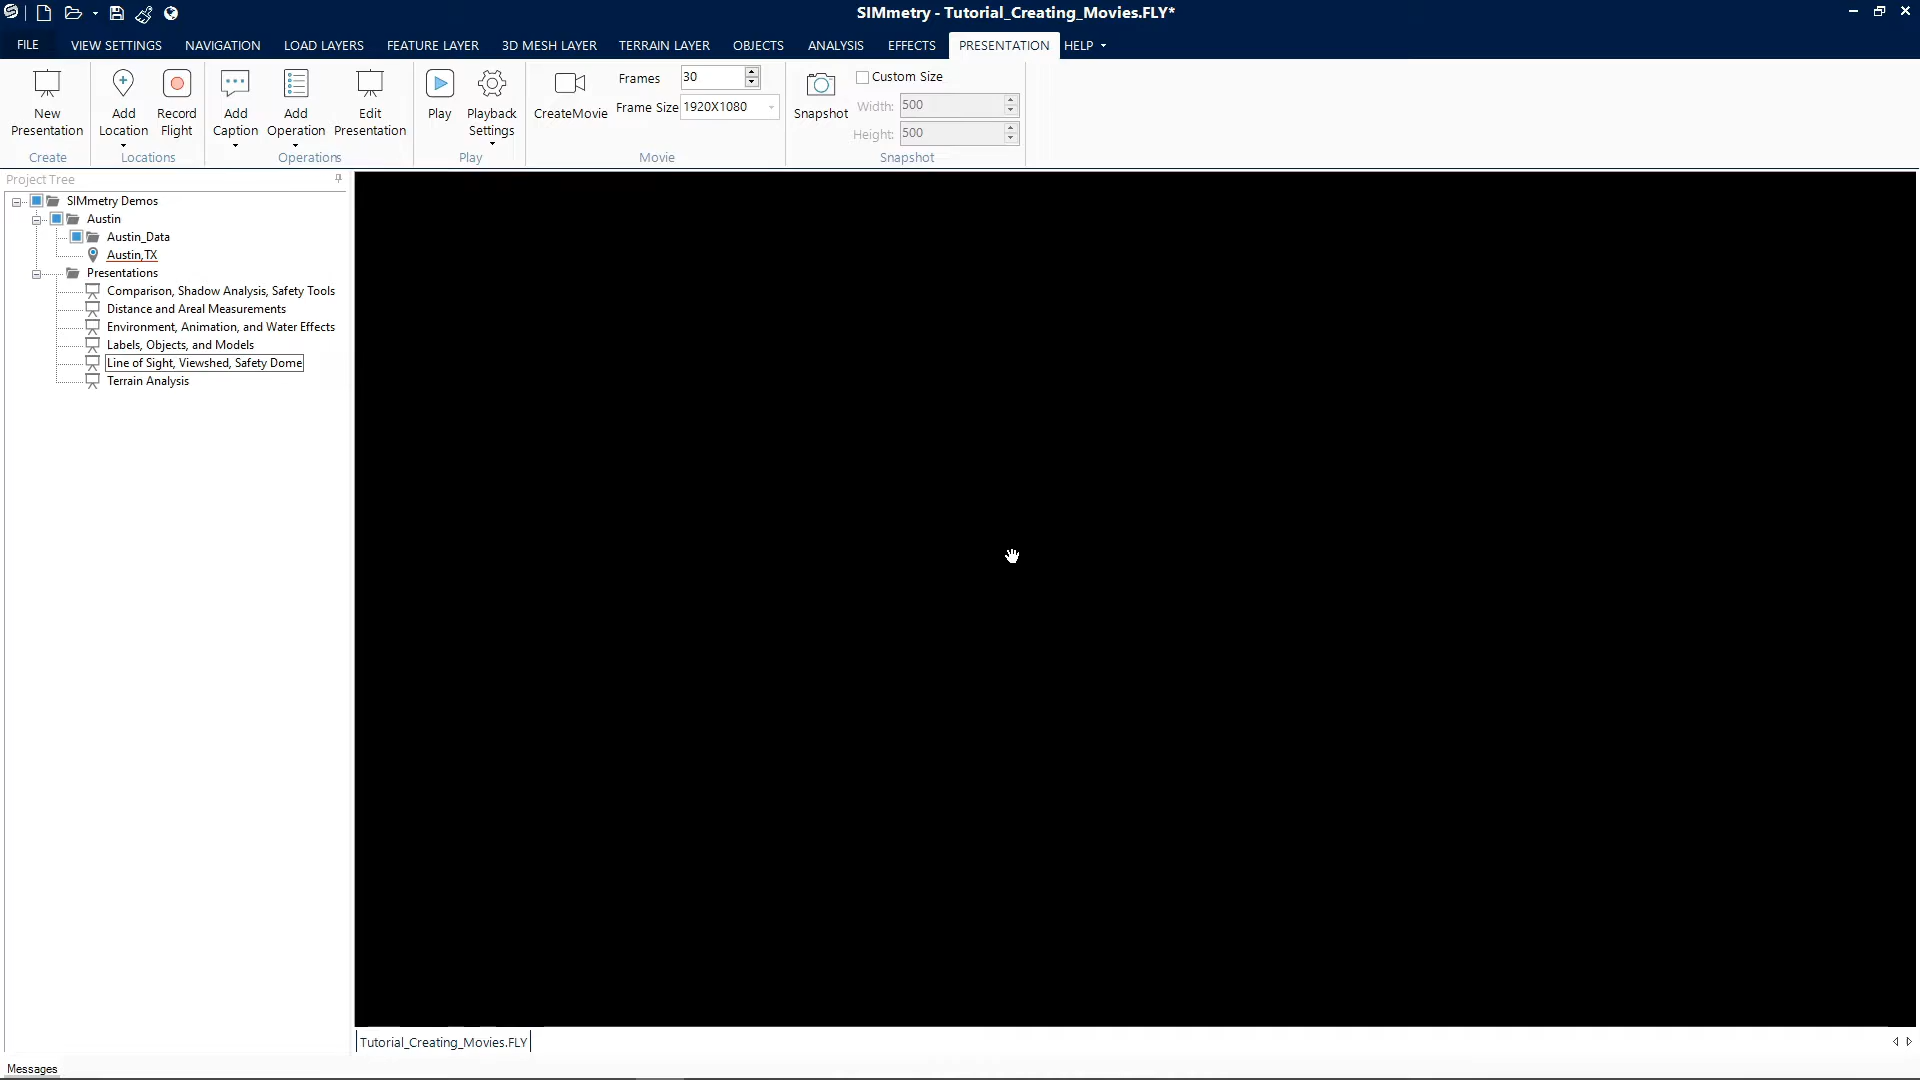 SIMmetry - Tutorial_Creating_Movies.FLY*
FILE VIEW SETTINGS NAVIGATION LOAD LAYERS FEATURE LAYER 3D MESH LAYER TERRAIN LAYER OBJECTS ANALYSIS EFFECTS PRESENTATION HELP
New Presentation
Create
Add Location
Record Flight
Locations
Add Caption
Add Operation
Edit Presentation
Operations
Play
Playback Settings
Play
CreateMovie
Frames 30
Frame Size 1920X1080
Movie
Snapshot
Custom Size
Width: 500
Height: 500
Snapshot
Project Tree
SIMmetry Demos
Austin
Austin_Data
Austin,TX
Presentations
Comparison, Shadow Analysis, Safety Tools
Distance and Areal Measurements
Environment, Animation, and Water Effects
Labels, Objects, and Models
Line of Sight, Viewshed, Safety Dome
Terrain Analysis
Tutorial_Creating_Movies.FLY
Messages